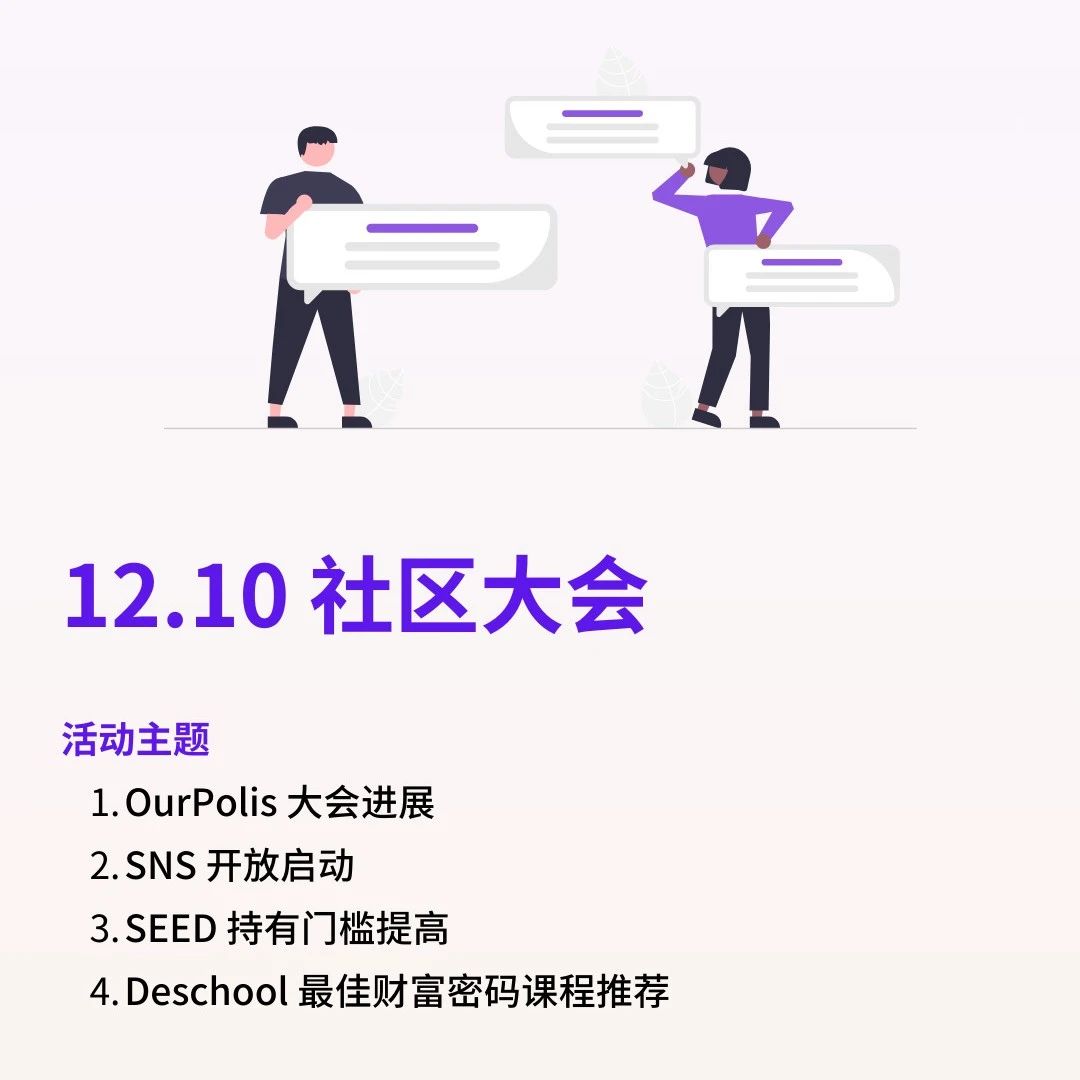 12.10 社区大会
活动主题
1. OurPolis 大会进展
2. SNS 开放启动
3. SEED 持有门槛提高
4. Deschool 最佳财富密码课程推荐